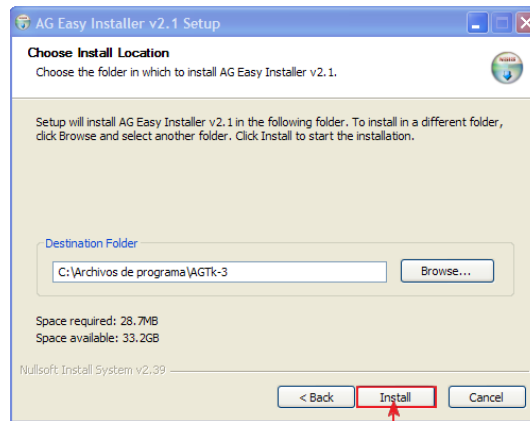 AG Easy Installer v2.1 Setup
Choose Install Location
Choose the folder in which to install AG Easy Installer v2.1.
Setup will install AG Easy Installer v2.1 in the following folder. To install in a different folder,
click Browse and select another folder. Click Install to start the installation.
Destination Folder
C:\Archivos de programa\AGTk-3
Browse...
Space required: 28.7MB
Space available: 33.2GB
Nullsoft Install System v2.39
< Back Install Cancel